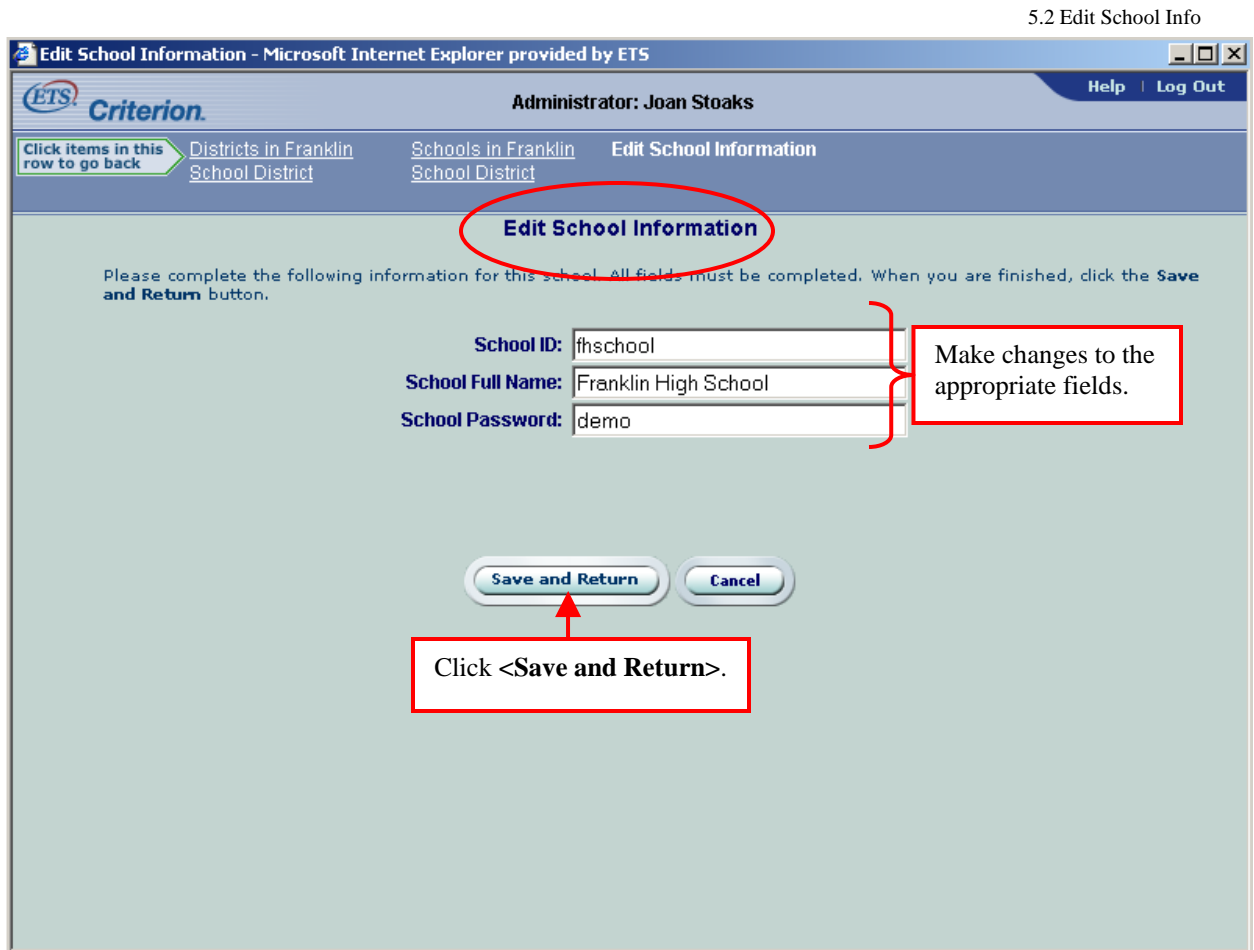 5.2 Edit School Info
Edit School Information - Microsoft Internet Explorer provided by ETS
ETS Criterion.
Administrator: Joan Stoaks
Help | Log Out
Click items in this
row to go back
Districts in Franklin
School District
Schools in Franklin
School District
Edit School Information
Edit School Information
Please complete the following information for this school. All fields must be completed. When you are finished, click the Save
and Return button.
School ID: fhschool
School Full Name: Franklin High School
School Password: demo
Make changes to the
appropriate fields.
Save and Return
Cancel
Click <Save and Return>.